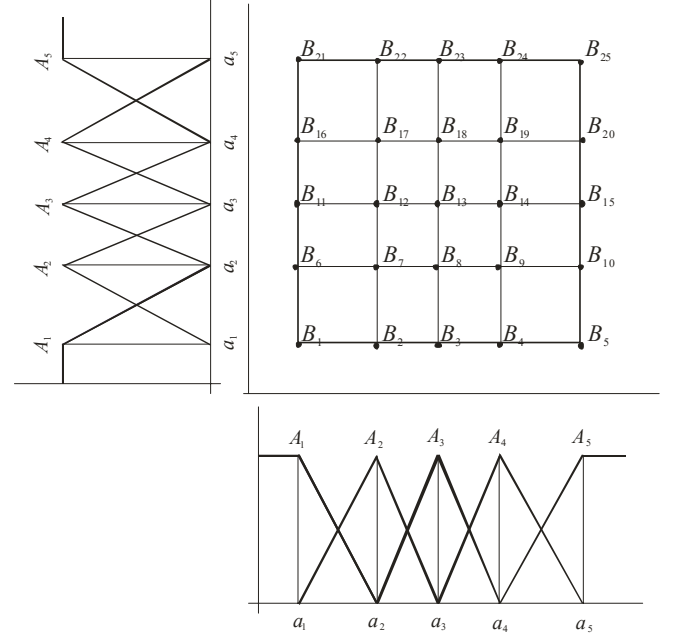 A₅ a₅
A₄ a₄
A₃ a₃
A₂ a₂
A₁ a₁
B₂₁ B₂₂ B₂₃ B₂₄ B₂₅
B₁₆ B₁₇ B₁₈ B₁₉ B₂₀
B₁₁ B₁₂ B₁₃ B₁₄ B₁₅
B₆ B₇ B₈ B₉ B₁₀
B₁ B₂ B₃ B₄ B₅
A₁ A₂ A₃ A₄ A₅
a₁ a₂ a₃ a₄ a₅